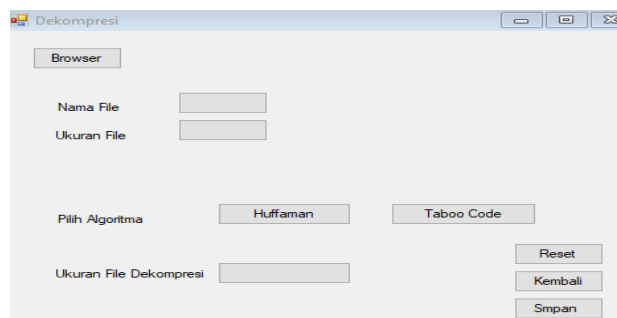 Dekompresi
Browser
Nama File
Ukuran File
Pilih Algoritma Huffaman Taboo Code
Reset
Ukuran File Dekompresi
Kembali
Smpan